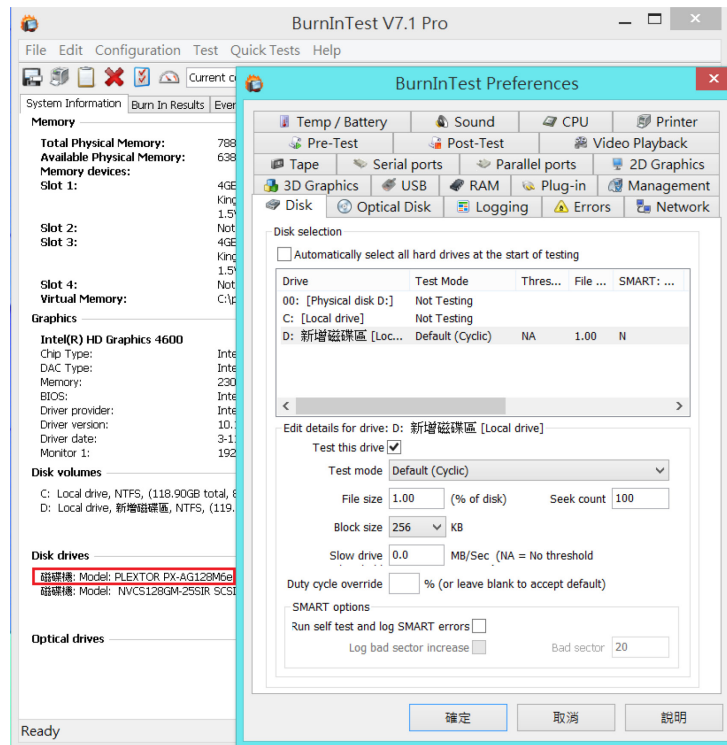 BurnInTest V7.1 Pro
File Edit Configuration Test Quick Tests Help
Current c
System Information Burn In Results Ever
Memory
Total Physical Memory: 788
Available Physical Memory: 638
Memory devices:
Slot 1: 4GE
King
1.5V
Slot 2: Not
Slot 3: 4GE
King
1.5V
Slot 4: Not
Virtual Memory: C:\p
Graphics
Intel(R) HD Graphics 4600
Chip Type: Inte
DAC Type: Inte
Memory: 230
BIOS: Inte
Driver provider: Inte
Driver version: 10.
Driver date: 3-1
Monitor 1: 192
Disk volumes
C: Local drive, NTFS, (118.90GB total, 8
D: Local drive, 新增磁碟區, NTFS, (119.
Disk drives
磁碟機: Model: PLEXTOR PX-AG128M6e
磁碟機: Model: NVCS128GM-25SIR SCSI
Optical drives
Ready
BurnInTest Preferences
Temp / Battery Sound CPU Printer
Pre-Test Post-Test Video Playback
Tape Serial ports Parallel ports 2D Graphics
3D Graphics USB RAM Plug-in Management
Disk Optical Disk Logging Errors Network
Disk selection
Automatically select all hard drives at the start of testing
Drive Test Mode Thres... File ... SMART: ...
00: [Physical disk D:] Not Testing
C: [Local drive] Not Testing
D: 新增磁碟區 [Loc... Default (Cyclic) NA 1.00 N
Edit details for drive: D: 新增磁碟區 [Local drive]
Test this drive
Test mode Default (Cyclic)
File size 1.00 (% of disk) Seek count 100
Block size 256 KB
Slow drive 0.0 MB/Sec (NA = No threshold
Duty cycle override % (or leave blank to accept default)
SMART options
Run self test and log SMART errors
Log bad sector increase Bad sector 20
確定 取消 說明